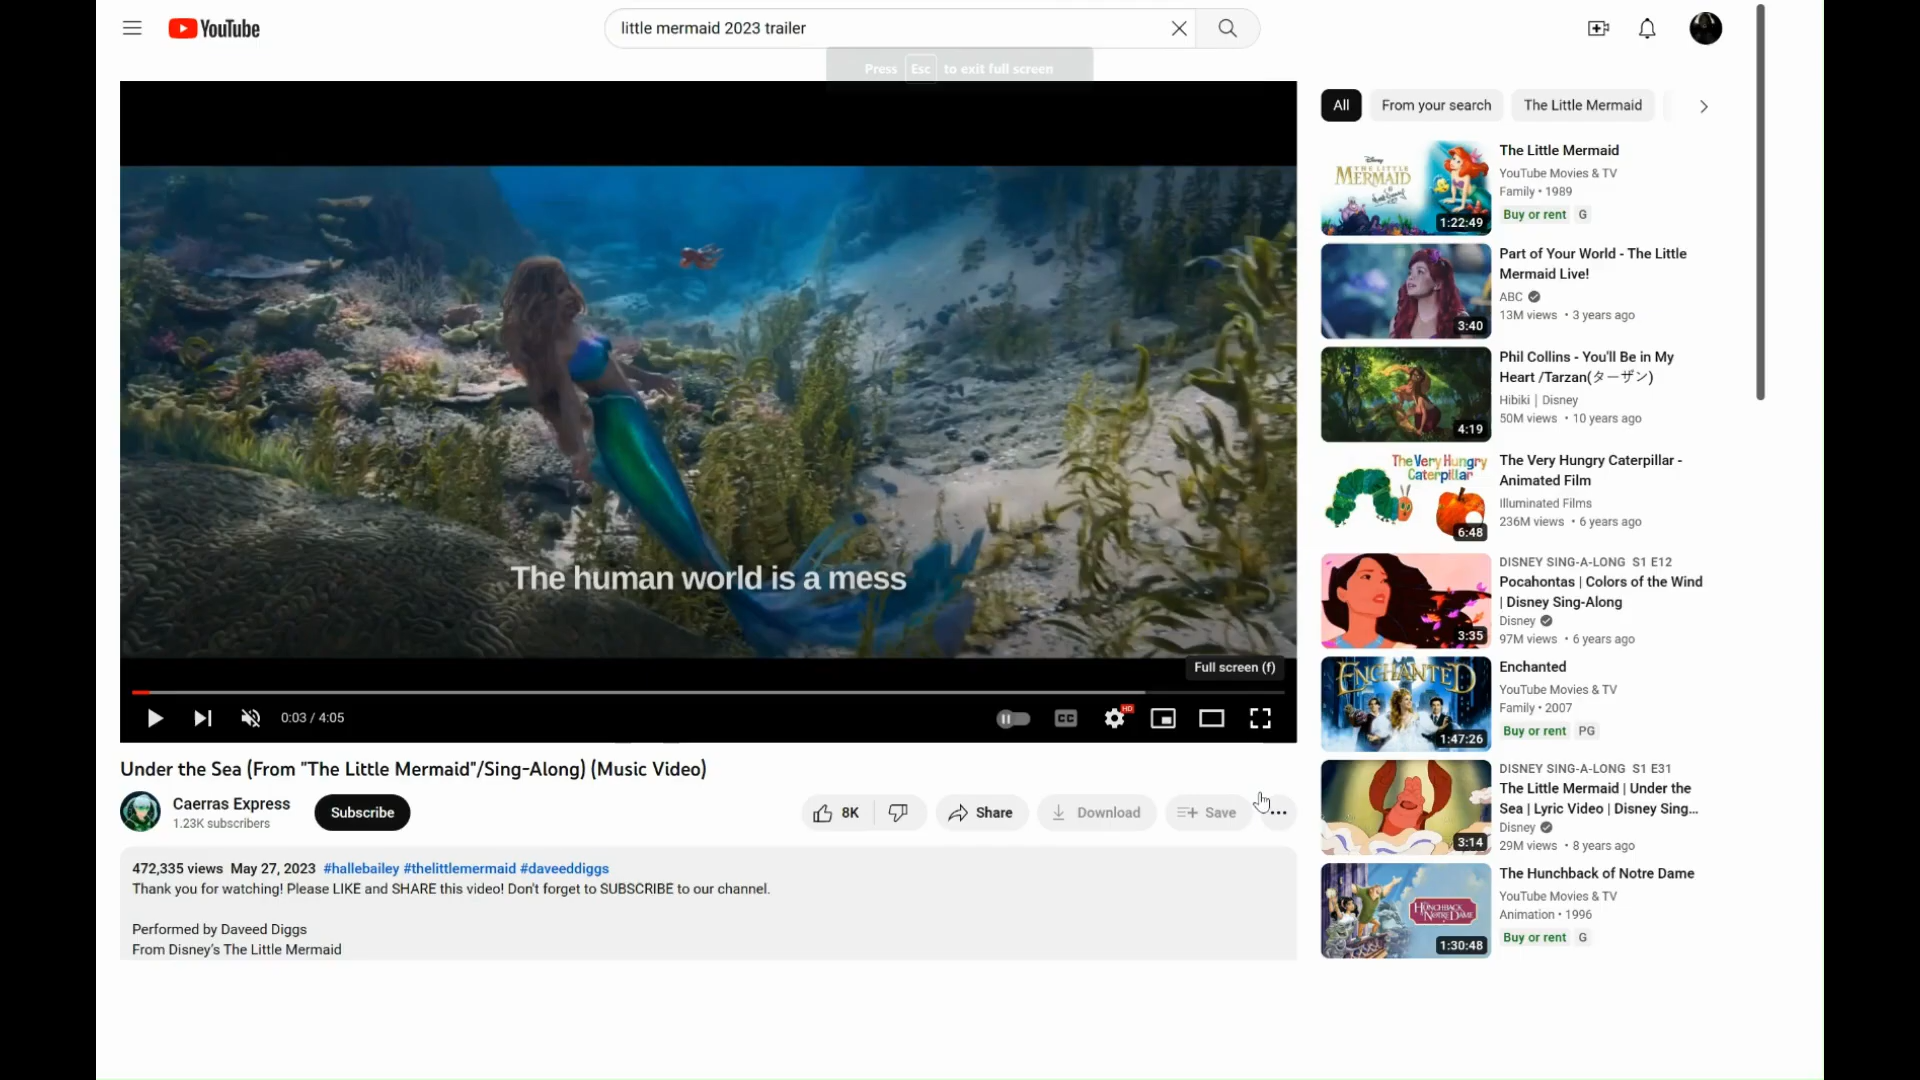 YouTube
little mermaid 2023 trailer
Press Esc to exit full screen
The human world is a mess
Full screen (f)
0:03 / 4:05
CC
HD
Under the Sea (From "The Little Mermaid"/Sing-Along) (Music Video)
Caerras Express
1.23K subscribers
Subscribe
8K
Share
Download
Save
472,335 views May 27, 2023 #hallebailey #thelittlemermaid #daveeddiggs
Thank you for watching! Please LIKE and SHARE this video! Don't forget to SUBSCRIBE to our channel.
Performed by Daveed Diggs
From Disney's The Little Mermaid
All
From your search
The Little Mermaid
Disney
THE LITTLE
MERMAID
1:22:49
The Little Mermaid
YouTube Movies & TV
Family • 1989
Buy or rent G
3:40
Part of Your World - The Little
Mermaid Live!
ABC
13M views • 3 years ago
4:19
Phil Collins - You'll Be in My
Heart /Tarzan(ターザン)
Hibiki | Disney
50M views • 10 years ago
The Very Hungry
Caterpillar
6:48
The Very Hungry Caterpillar -
Animated Film
Illuminated Films
236M views • 6 years ago
3:35
DISNEY SING-A-LONG S1 E12
Pocahontas | Colors of the Wind
| Disney Sing-Along
Disney
97M views • 6 years ago
ENCHANTED
1:47:26
Enchanted
YouTube Movies & TV
Family • 2007
Buy or rent PG
3:14
DISNEY SING-A-LONG S1 E31
The Little Mermaid | Under the
Sea | Lyric Video | Disney Sing...
Disney
29M views • 8 years ago
HUNCHBACK
NOTRE DAME
1:30:48
The Hunchback of Notre Dame
YouTube Movies & TV
Animation • 1996
Buy or rent G